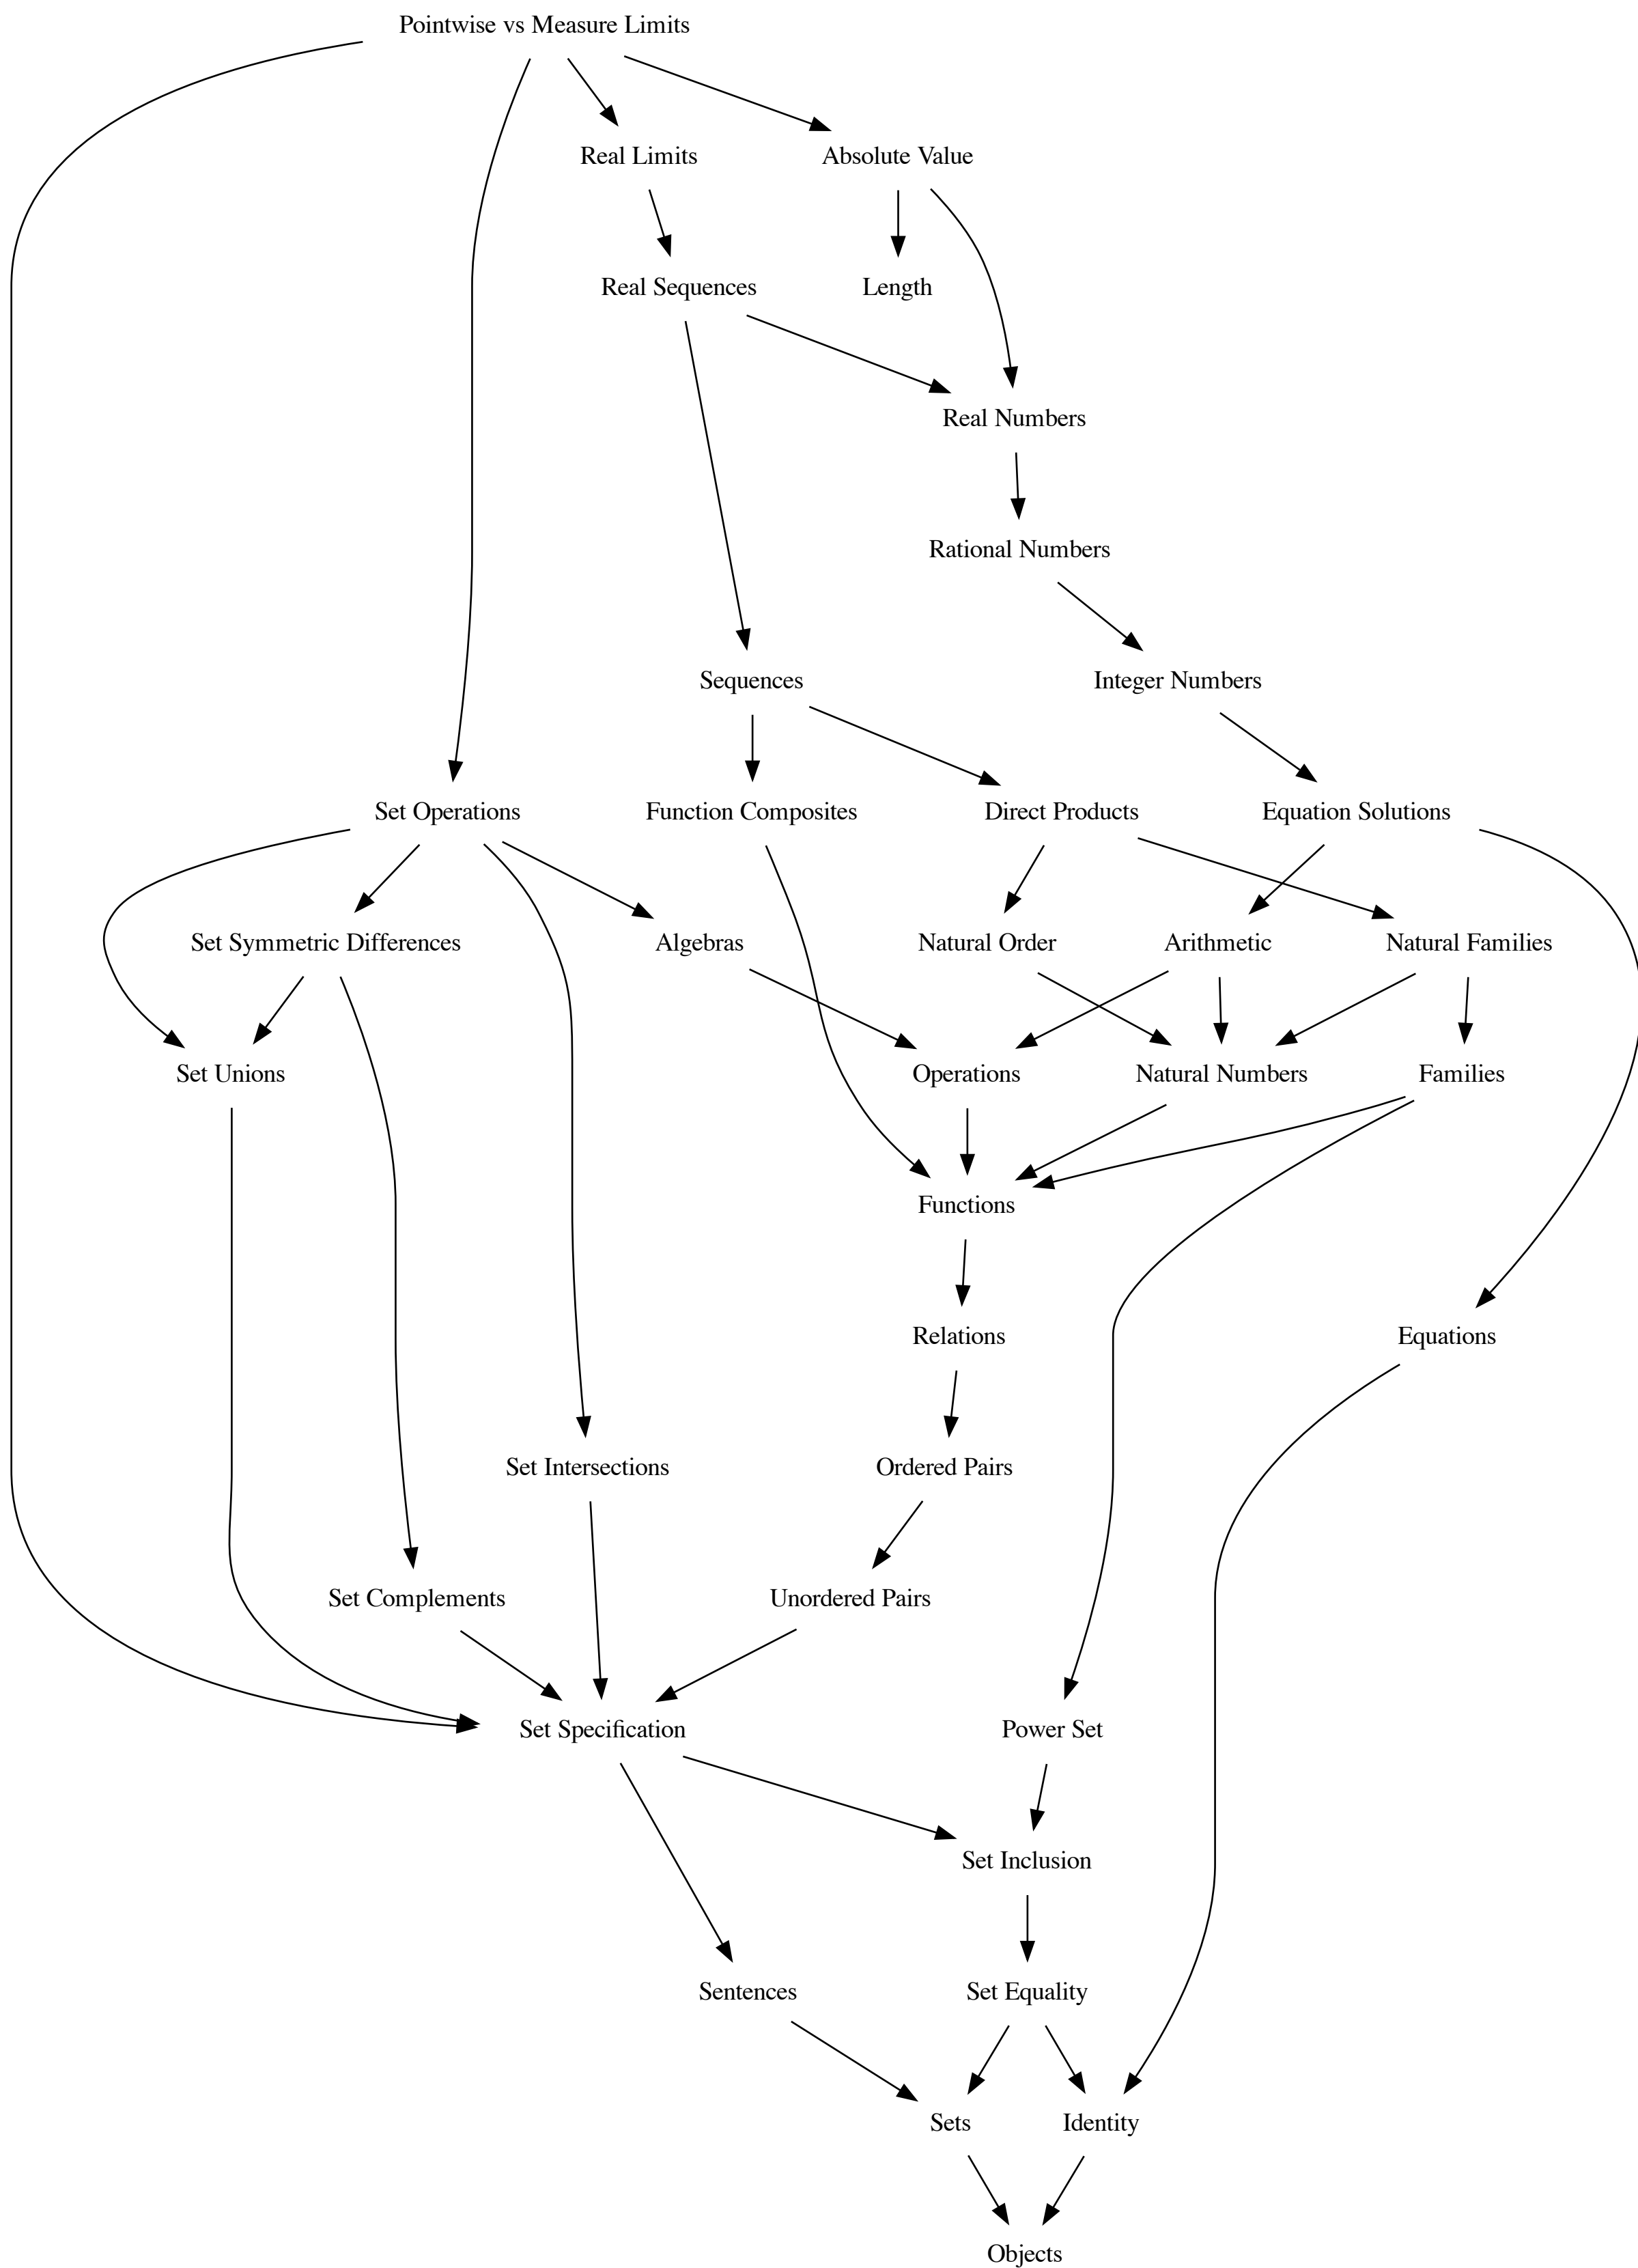 Pointwise vs Measure Limits
Real Limits
Absolute Value
Real Sequences
Length
Real Numbers
Rational Numbers
Sequences
Integer Numbers
Set Operations
Function Composites
Direct Products
Equation Solutions
Set Symmetric Differences
Algebras
Natural Order
Arithmetic
Natural Families
Set Unions
Operations
Natural Numbers
Families
Functions
Relations
Equations
Set Intersections
Ordered Pairs
Set Complements
Unordered Pairs
Set Specification
Power Set
Set Inclusion
Sentences
Set Equality
Sets
Identity
Objects